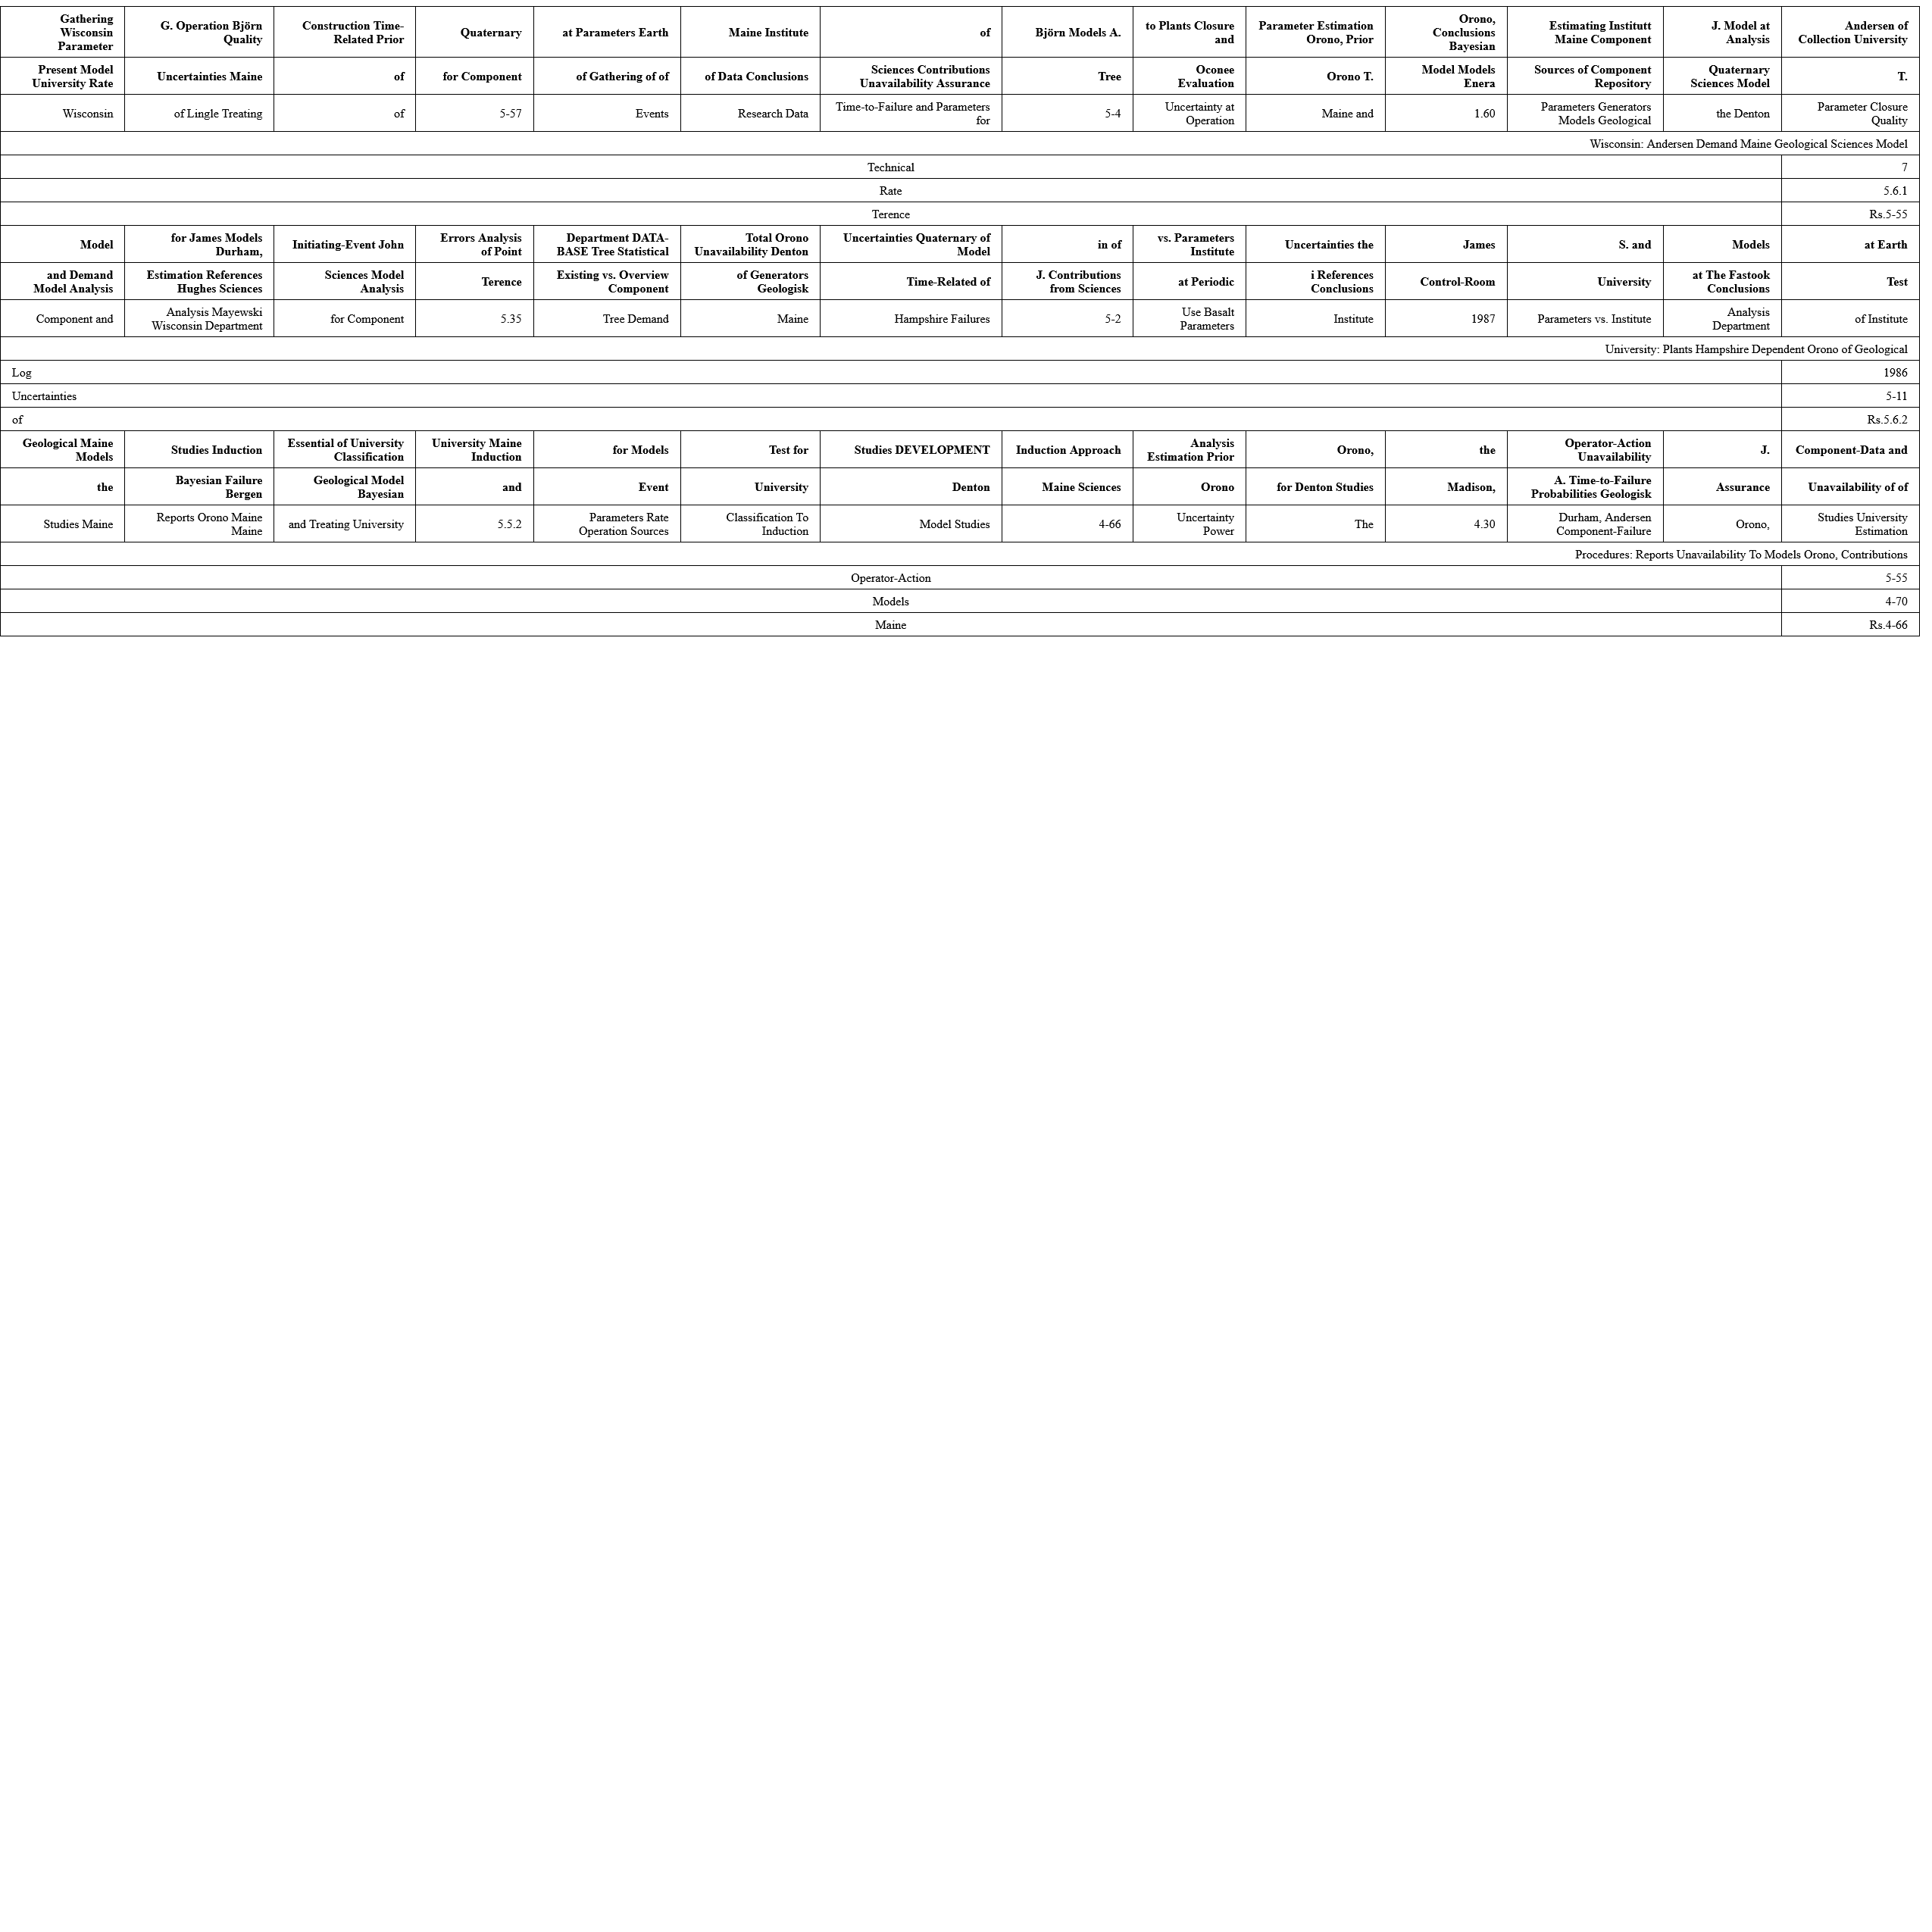 Gathering
Wisconsin
Parameter
G. Operation Björn
Quality
Construction Time-
Related Prior
Quaternary
at Parameters Earth
Maine Institute
of
Björn Models A.
to Plants Closure
and
Parameter Estimation
Orono, Prior
Orono,
Conclusions
Bayesian
Estimating Institutt
Maine Component
J. Model at
Analysis
Andersen of
Collection University
Present Model
University Rate
Uncertainties Maine
of
for Component
of Gathering of of
of Data Conclusions
Sciences Contributions
Unavailability Assurance
Tree
Oconee
Evaluation
Orono T.
Model Models
Enera
Sources of Component
Repository
Quaternary
Sciences Model
T.
Wisconsin
of Lingle Treating
of
5-57
Events
Research Data
Time-to-Failure and Parameters
for
5-4
Uncertainty at
Operation
Maine and
1.60
Parameters Generators
Models Geological
the Denton
Parameter Closure
Quality
Wisconsin: Andersen Demand Maine Geological Sciences Model
Technical
7
Rate
5.6.1
Terence
Rs.5-55
Model
for James Models
Durham,
Initiating-Event John
Errors Analysis
of Point
Department DATA-
BASE Tree Statistical
Total Orono
Unavailability Denton
Uncertainties Quaternary of
Model
in of
vs. Parameters
Institute
Uncertainties the
James
S. and
Models
at Earth
and Demand
Model Analysis
Estimation References
Hughes Sciences
Sciences Model
Analysis
Terence
Existing vs. Overview
Component
of Generators
Geologisk
Time-Related of
J. Contributions
from Sciences
at Periodic
i References
Conclusions
Control-Room
University
at The Fastook
Conclusions
Test
Component and
Analysis Mayewski
Wisconsin Department
for Component
5.35
Tree Demand
Maine
Hampshire Failures
5-2
Use Basalt
Parameters
Institute
1987
Parameters vs. Institute
Analysis
Department
of Institute
University: Plants Hampshire Dependent Orono of Geological
Log
1986
Uncertainties
5-11
of
Rs.5.6.2
Geological Maine
Models
Studies Induction
Essential of University
Classification
University Maine
Induction
for Models
Test for
Studies DEVELOPMENT
Induction Approach
Analysis
Estimation Prior
Orono,
the
Operator-Action
Unavailability
J.
Component-Data and
the
Bayesian Failure
Bergen
Geological Model
Bayesian
and
Event
University
Denton
Maine Sciences
Orono
for Denton Studies
Madison,
A. Time-to-Failure
Probabilities Geologisk
Assurance
Unavailability of of
Studies Maine
Reports Orono Maine
Maine
and Treating University
5.5.2
Parameters Rate
Operation Sources
Classification To
Induction
Model Studies
4-66
Uncertainty
Power
The
4.30
Durham, Andersen
Component-Failure
Orono,
Studies University
Estimation
Procedures: Reports Unavailability To Models Orono, Contributions
Operator-Action
5-55
Models
4-70
Maine
Rs.4-66